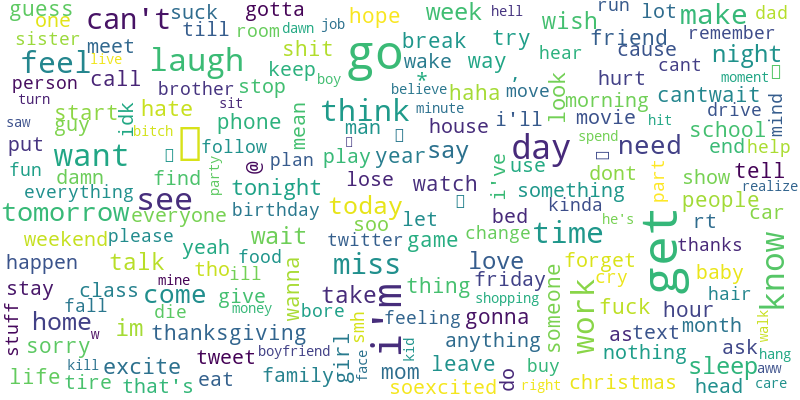 guess
one
sister
can't
suck
till
gotta
room
dawn
job
hope
week
hell
wish
run
lot
make
dad
feel
meet
live
laugh
shit
keep
go
break
wake
way
try
hear
friend
cause
remember
night
person
call
brother
stop
boy
*
,
believe
move
hurt
cant
moment
turn
start
guy
idk
hate
sit
mean
think
minute
haha
i'll
look
morning
movie
cantwait
drive
mind
saw
put
damn
bitch
phone
man
house
hit
spend
school
want
follow
play
year
say
day
need
end
help
fun
find
party
@
plan
lose
watch
i've
use
dont
part
show
tell
realize
everything
see
tonight
something
people
tomorrow
everyone
birthday
today
let
bed
kinda
he's
rt
car
weekend
please
yeah
wait
soo
twitter
game
change
time
get
thanks
know
happen
talk
tho
ill
food
miss
love
forget
cry
baby
stay
class
mine
come
give
wanna
money
take
i'm
thing
friday
shopping
someone
work
fuck
hair
hour
stuff
fall
die
bore
smh
feeling
gonna
home
w
im
thanksgiving
girl
anything
as
text
month
walk
sorry
excite
tweet
boyfriend
face
kid
nothing
ask
hang
life
tire
kill
that's
eat
family
mom
leave
soexcited
do
buy
right
christmas
sleep
head
aww
care